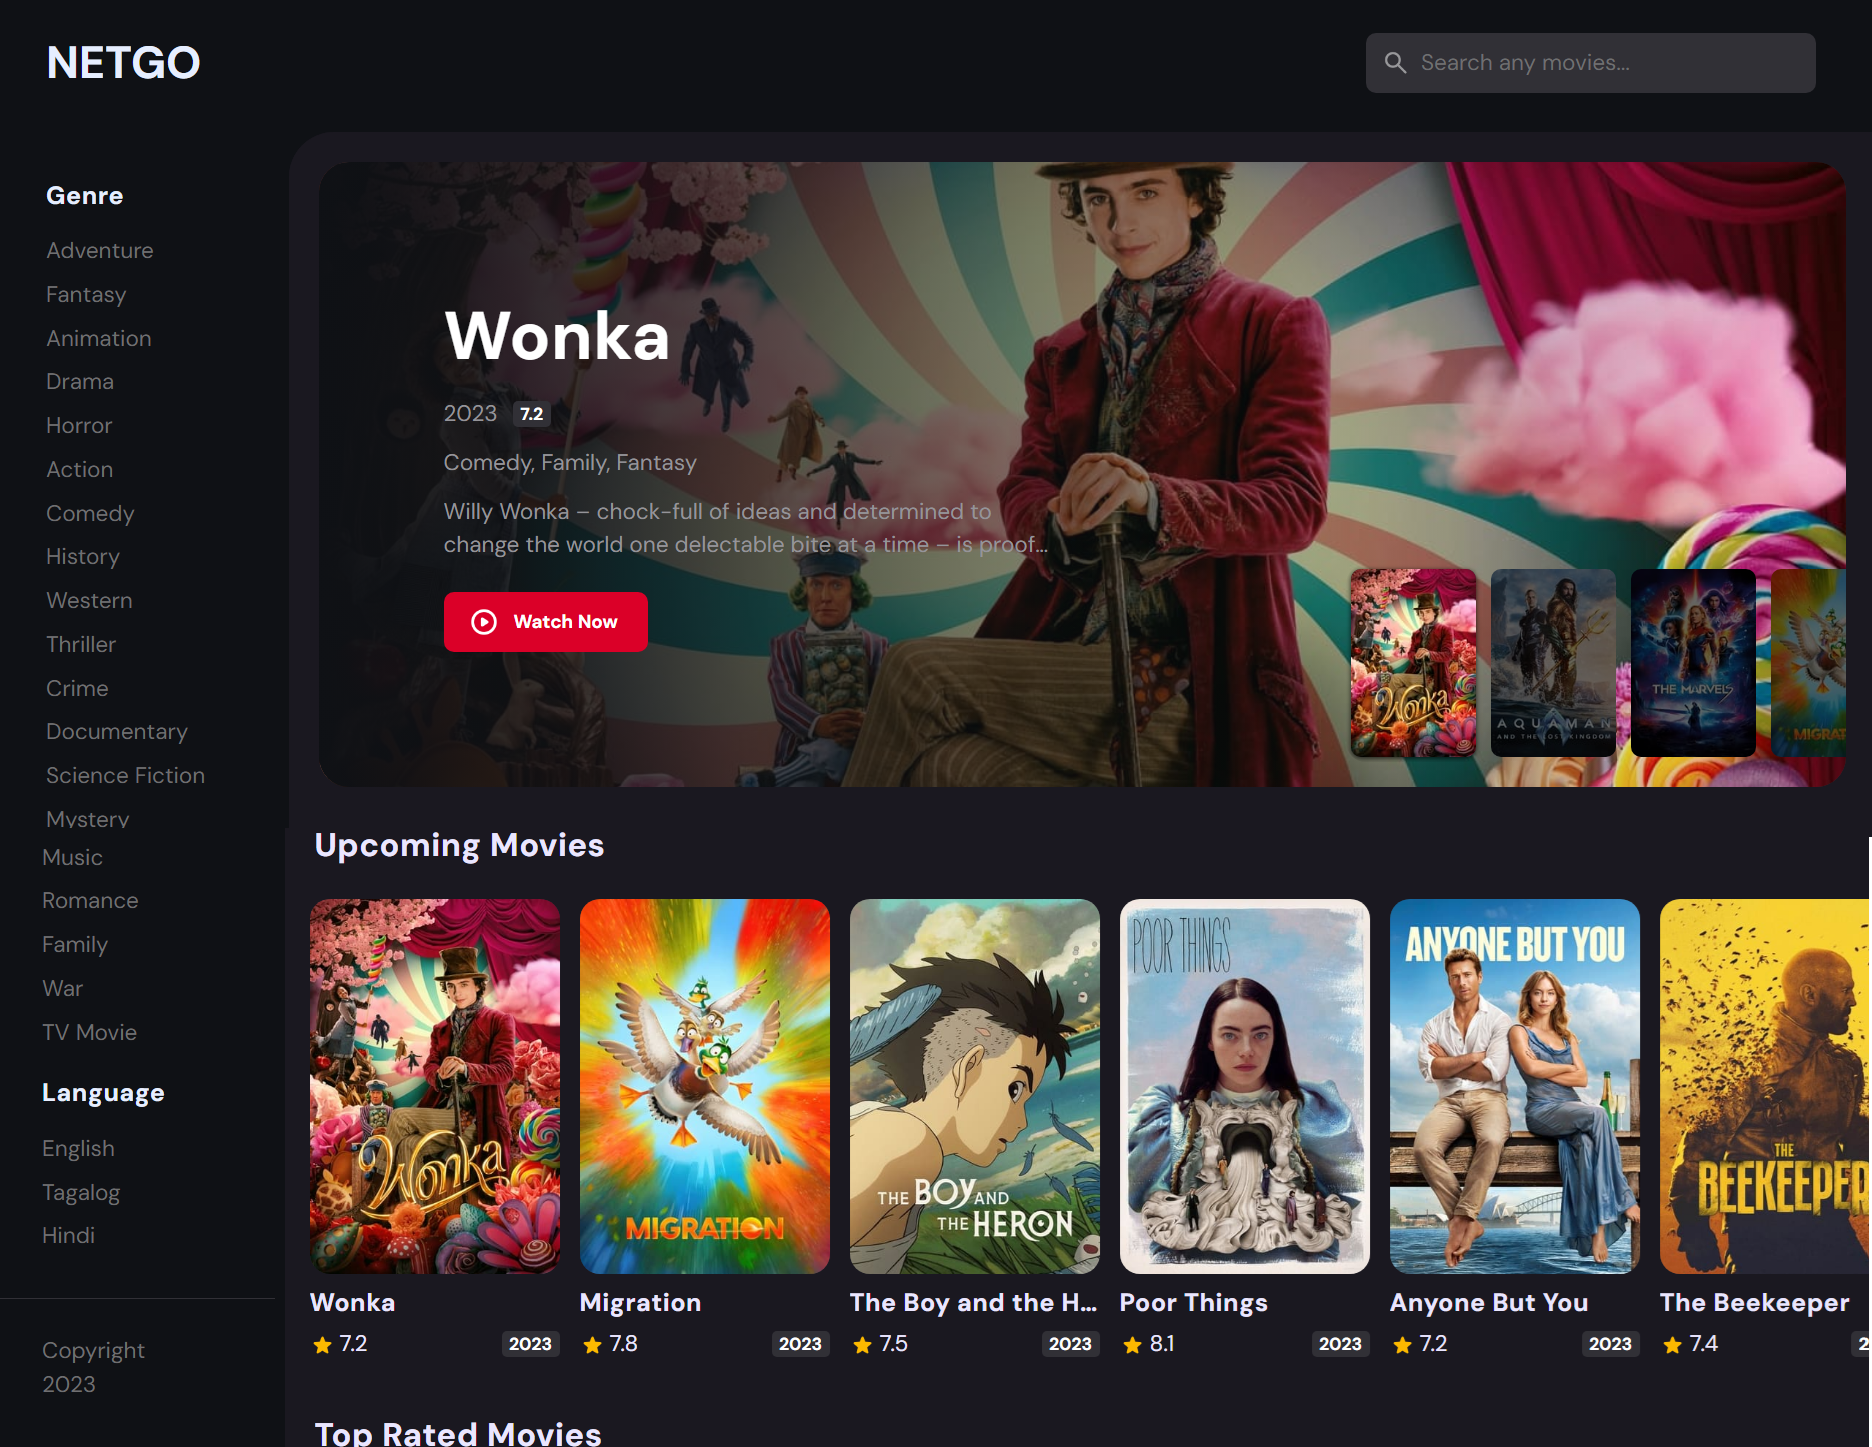 NETGO
Search any movies...
Genre
Adventure
Fantasy
Animation
Drama
Horror
Action
Comedy
History
Western
Thriller
Crime
Documentary
Science Fiction
Mystery
Music
Romance
Family
War
TV Movie
Language
English
Tagalog
Hindi
Copyright
2023
Wonka
2023 7.2
Comedy, Family, Fantasy
Willy Wonka – chock-full of ideas and determined to
change the world one delectable bite at a time – is proof...
Watch Now
Wonka
AQUAMAN
AND THE LOST KINGDOM
THE MARVELS
MIGRAT
Upcoming Movies
Wonka
MIGRATION
THE BOY AND
THE HERON
POOR THINGS
ANYONE BUT YOU
THE
BEEKEEPER
Wonka
7.2 2023
Migration
7.8 2023
The Boy and the H...
7.5 2023
Poor Things
8.1 2023
Anyone But You
7.2 2023
The Beekeeper
7.4 2
Top Rated Movies